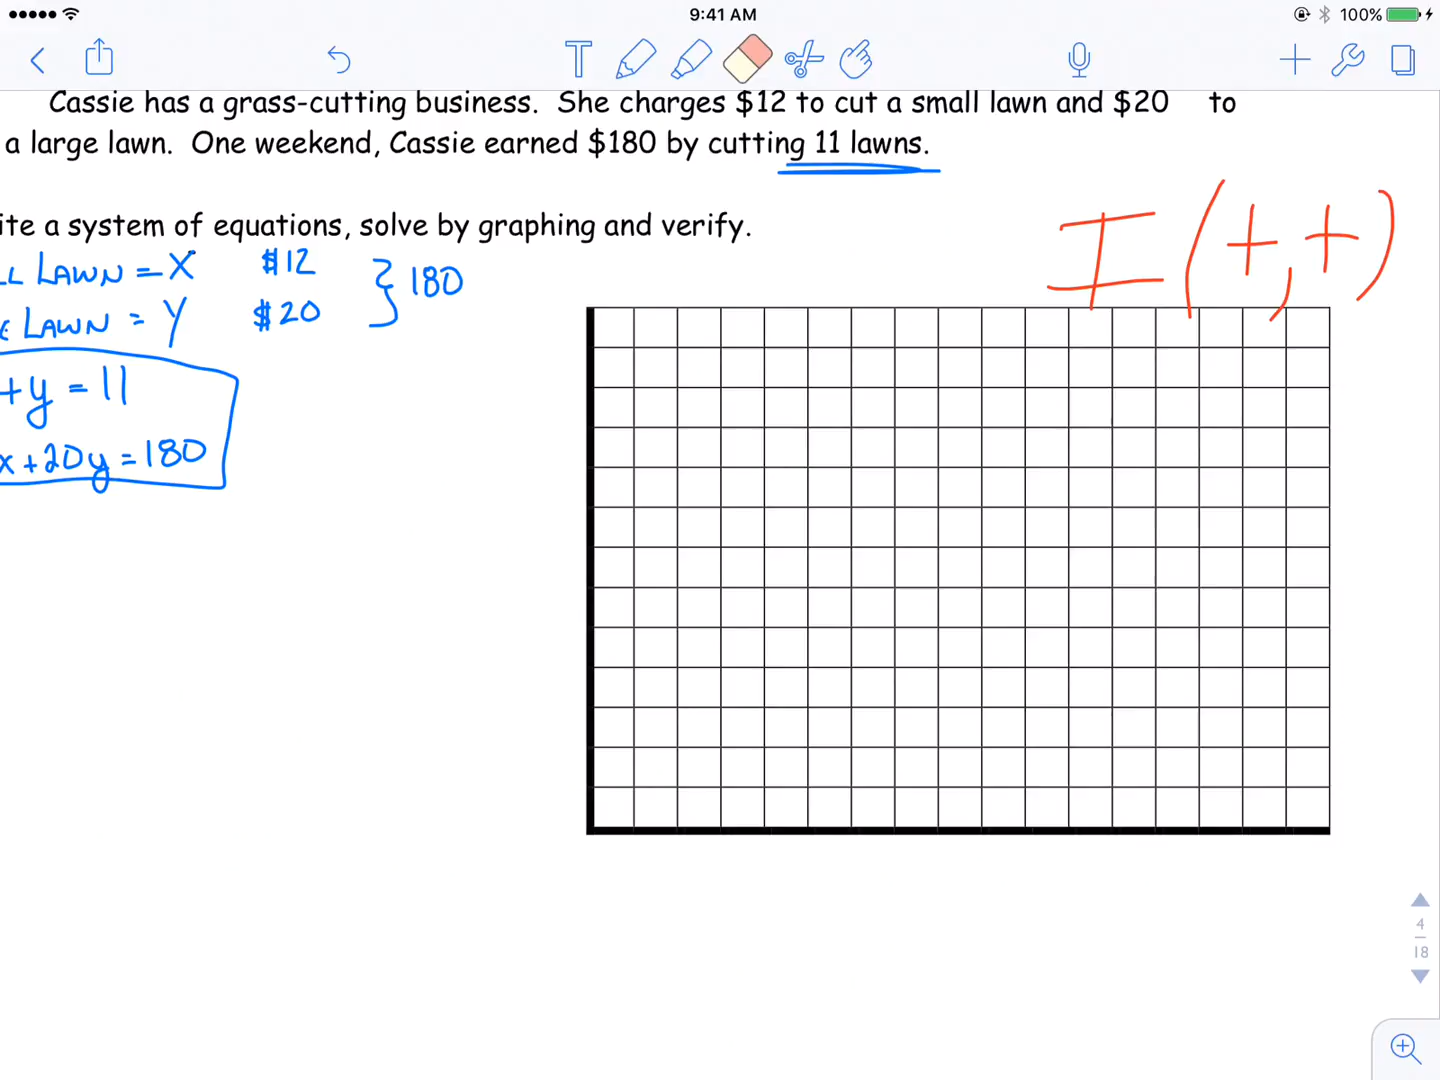 9:41 AM
100%
T
Cassie has a grass-cutting business. She charges $12 to cut a small lawn and $20 to
a large lawn. One weekend, Cassie earned $180 by cutting 11 lawns.
ite a system of equations, solve by graphing and verify.
I (+,+)
LL LAWN = X $12 } 180
E LAWN = Y $20
+y = 11
x+20y=180
4
18